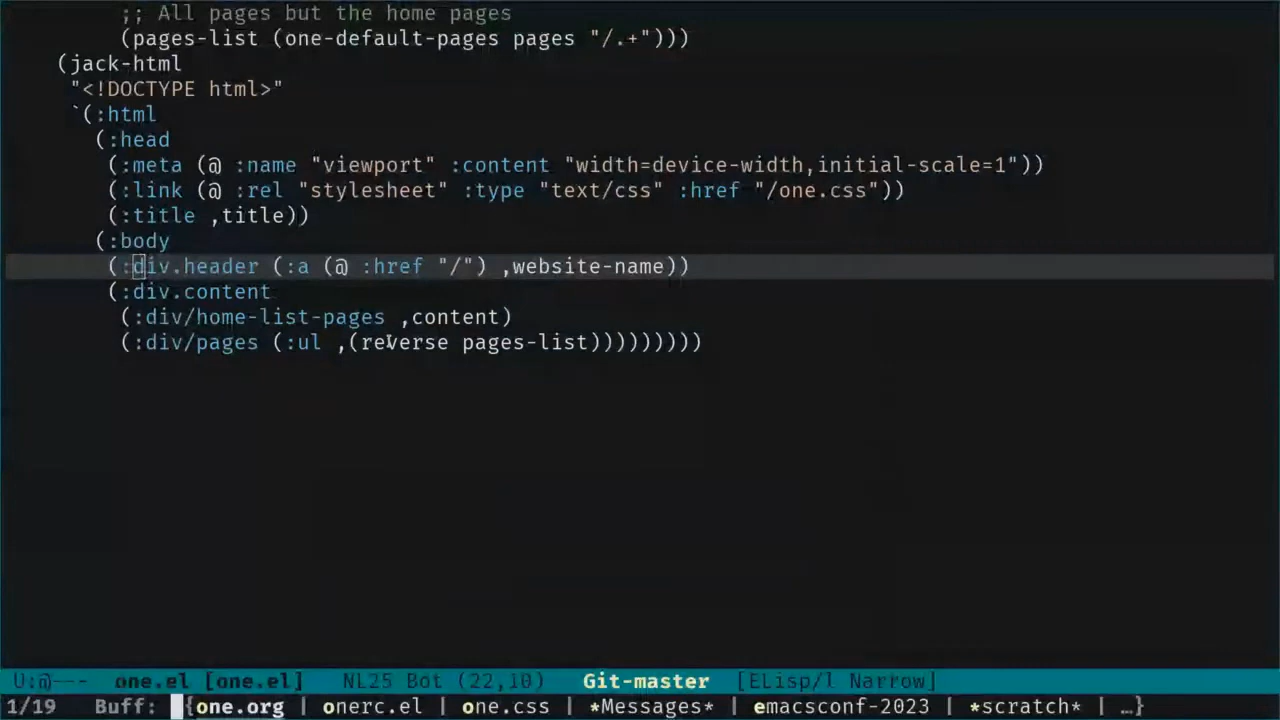 ;; All pages but the home pages
(pages-list (one-default-pages pages "/.+")))
(jack-html
"<!DOCTYPE html>"
`(:html
(:head
(:meta (@ :name "viewport" :content "width=device-width,initial-scale=1"))
(:link (@ :rel "stylesheet" :type "text/css" :href "/one.css"))
(:title ,title))
(:body
(:div.header (:a (@ :href "/") ,website-name))
(:div.content
(:div/home-list-pages ,content)
(:div/pages (:ul ,(reverse pages-list)))))))))
U:@--- one.el [one.el] NL25 Bot (22,10) Git-master [ELisp/l Narrow]
1/19 Buff: {one.org | onerc.el | one.css | *Messages* | emacsconf-2023 | *scratch* | …}